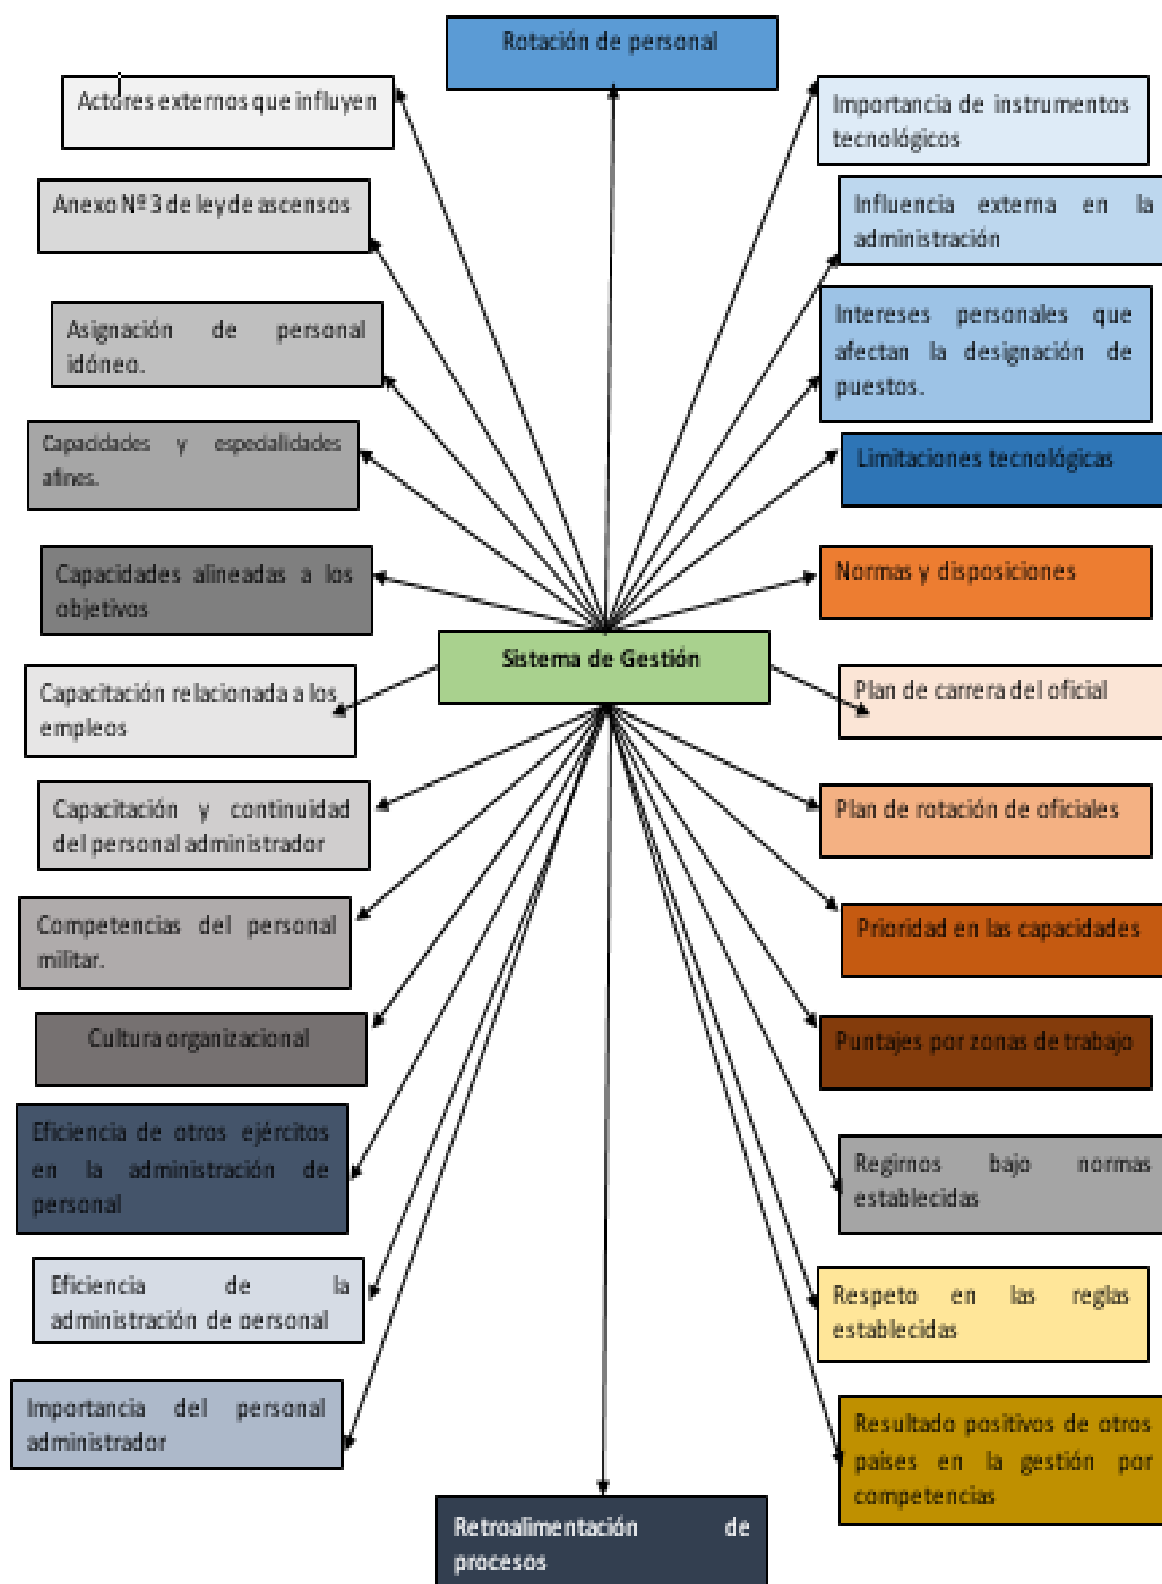 Rotación de personal
Actores externos que influyen
Importancia de instrumentos
tecnológicos
Anexo Nº 3 de ley de ascensos
Influencia externa en la
administración
Asignación de personal
idóneo.
Intereses personales que
afectan la designación de
puestos.
Capacidades y especialidades
afines.
Limitaciones tecnológicas
Capacidades alineadas a los
objetivos
Normas y disposiciones
Sistema de Gestión
Capacitación relacionada a los
empleos
Plan de carrera del oficial
Capacitación y continuidad
del personal administrador
Plan de rotación de oficiales
Competencias del personal
militar.
Prioridad en las capacidades
Cultura organizacional
Puntajes por zonas de trabajo
Eficiencia de otros ejércitos
en la administración de
personal
Regirnos bajo normas
establecidas
Eficiencia de la
administración de personal
Respeto en las reglas
establecidas
Importancia del personal
administrador
Resultado positivos de otros
países en la gestión por
competencias
Retroalimentación de
procesos